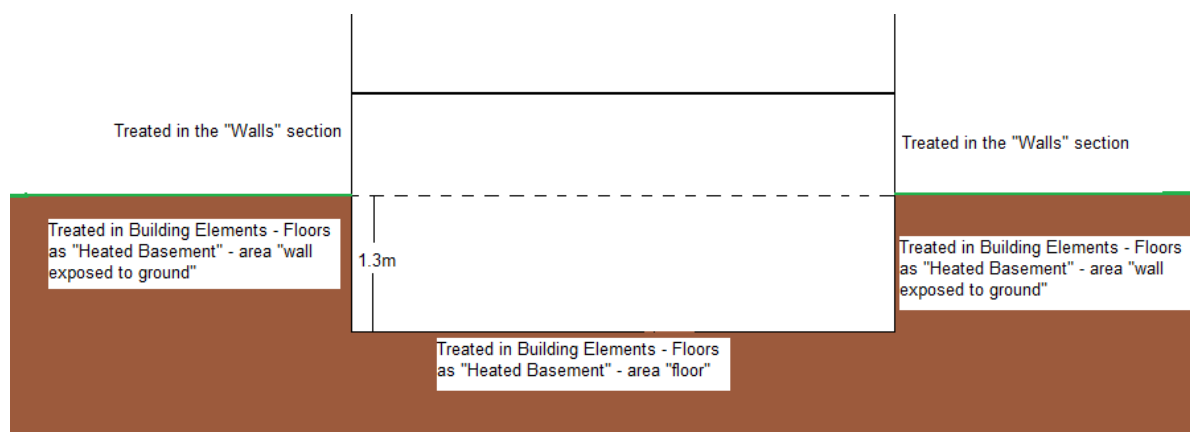 Treated in the "Walls" section
Treated in the "Walls" section
Treated in Building Elements - Floors
as "Heated Basement" - area "wall
exposed to ground"
1.3m
Treated in Building Elements - Floors
as "Heated Basement" - area "wall
exposed to ground"
Treated in Building Elements - Floors
as "Heated Basement" - area "floor"